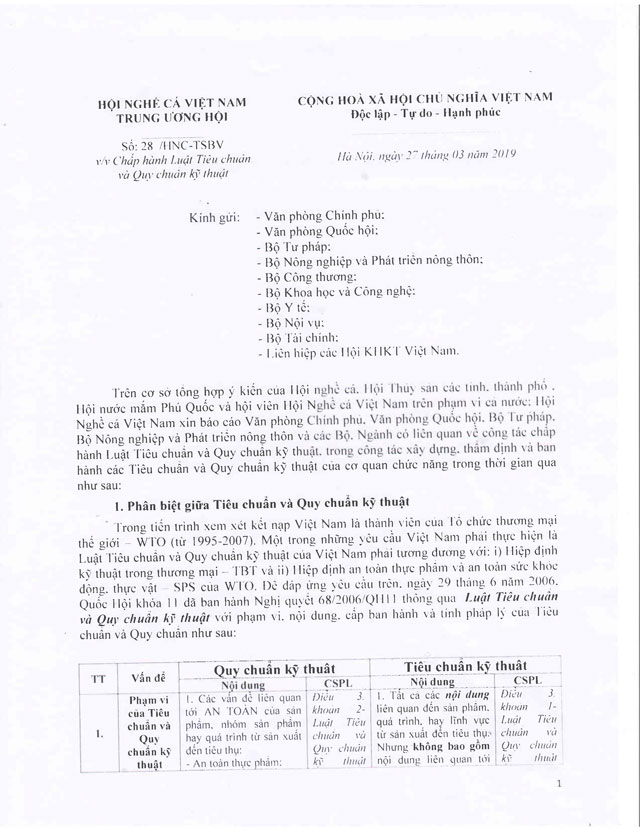 HỘI NGHỀ CÁ VIỆT NAM
TRUNG ƯƠNG HỘI
CỘNG HOÀ XÃ HỘI CHỦ NGHĨA VIỆT NAM
Độc lập - Tự do - Hạnh phúc
Số: 28 /HNC-TSBV
v/v Chấp hành Luật Tiêu chuẩn
và Quy chuẩn kỹ thuật
Hà Nội, ngày 27 tháng 03 năm 2019
Kính gửi:
- Văn phòng Chính phủ;
- Văn phòng Quốc hội;
- Bộ Tư pháp;
- Bộ Nông nghiệp và Phát triển nông thôn;
- Bộ Công thương;
- Bộ Khoa học và Công nghệ;
- Bộ Y tế;
- Bộ Nội vụ;
- Bộ Tài chính;
- Liên hiệp các Hội KHKT Việt Nam.
Trên cơ sở tổng hợp ý kiến của Hội nghề cá, Hội Thủy sản các tỉnh, thành phố ,
Hội nước mắm Phú Quốc và hội viên Hội Nghề cá Việt Nam trên phạm vi cả nước; Hội
Nghề cá Việt Nam xin báo cáo Văn phòng Chính phủ, Văn phòng Quốc hội, Bộ Tư pháp,
Bộ Nông nghiệp và Phát triển nông thôn và các Bộ, Ngành có liên quan về công tác chấp
hành Luật Tiêu chuẩn và Quy chuẩn kỹ thuật, trong công tác xây dựng, thẩm định và ban
hành các Tiêu chuẩn và Quy chuẩn kỹ thuật của cơ quan chức năng trong thời gian qua
như sau:
1. Phân biệt giữa Tiêu chuẩn và Quy chuẩn kỹ thuật
Trong tiến trình xem xét kết nạp Việt Nam là thành viên của Tổ chức thương mại
thế giới – WTO (từ 1995-2007). Một trong những yêu cầu Việt Nam phải thực hiện là
Luật Tiêu chuẩn và Quy chuẩn kỹ thuật của Việt Nam phải tương đương với: i) Hiệp định
kỹ thuật trong thương mại – TBT và ii) Hiệp định an toàn thực phẩm và an toàn sức khỏe
động, thực vật – SPS của WTO. Để đáp ứng yêu cầu trên, ngày 29 tháng 6 năm 2006,
Quốc Hội khóa 11 đã ban hành Nghị quyết 68/2006/QH11 thông qua Luật Tiêu chuẩn
và Quy chuẩn kỹ thuật với phạm vi, nội dung, cấp ban hành và tính pháp lý của Tiêu
chuẩn và Quy chuẩn như sau:
TT
Vấn đề
Quy chuẩn kỹ thuật
Tiêu chuẩn kỹ thuật
Nội dung
CSPL
Nội dung
CSPL
1.
Phạm vi
của Tiêu
chuẩn và
Quy
chuẩn kỹ
thuật
1. Các vấn đề liên quan
tới AN TOÀN của sản
phẩm, nhóm sản phẩm
hay quá trình từ sản xuất
đến tiêu thụ:
- An toàn thực phẩm;
Điều 3.
khoản 2-
Luật Tiêu
chuẩn và
Quy chuẩn
kỹ thuật
1. Tất cả các nội dung
liên quan đến sản phẩm,
quá trình, hay lĩnh vực
từ sản xuất đến tiêu thụ;
Nhưng không bao gồm
nội dung liên quan tới
Điều 3.
khoản 1-
Luật Tiêu
chuẩn và
Quy chuẩn
kỹ thuật
1